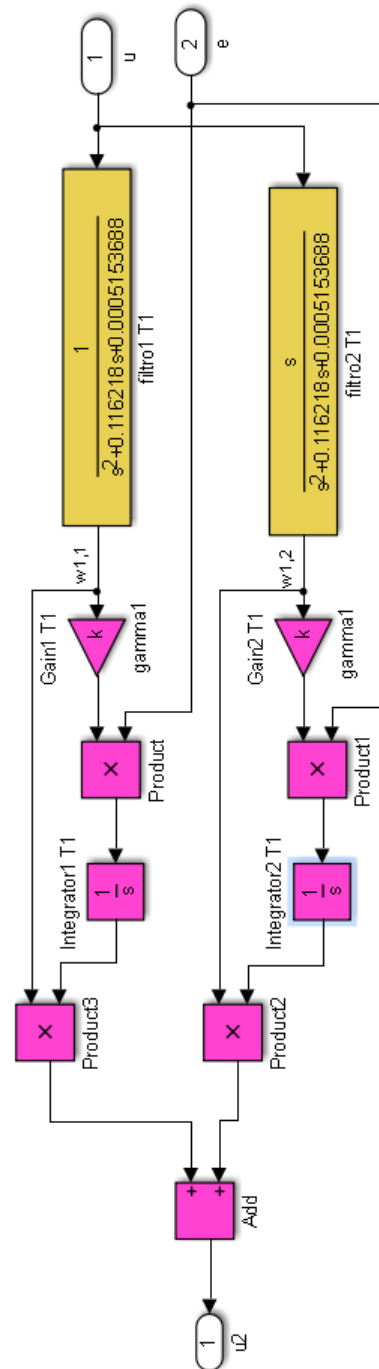 1
u
2
e
1
s²+0.116218s+0.0005153688
filtro1 T1
s
s²+0.116218s+0.0005153688
filtro2 T1
w1,1
w1,2
Gain1 T1
k
gamma1
Gain2 T1
k
gamma1
×
Product
×
Product1
Integrator1 T1
1
s
Integrator2 T1
1
s
×
Product3
×
Product2
+
+
Add
1
u2